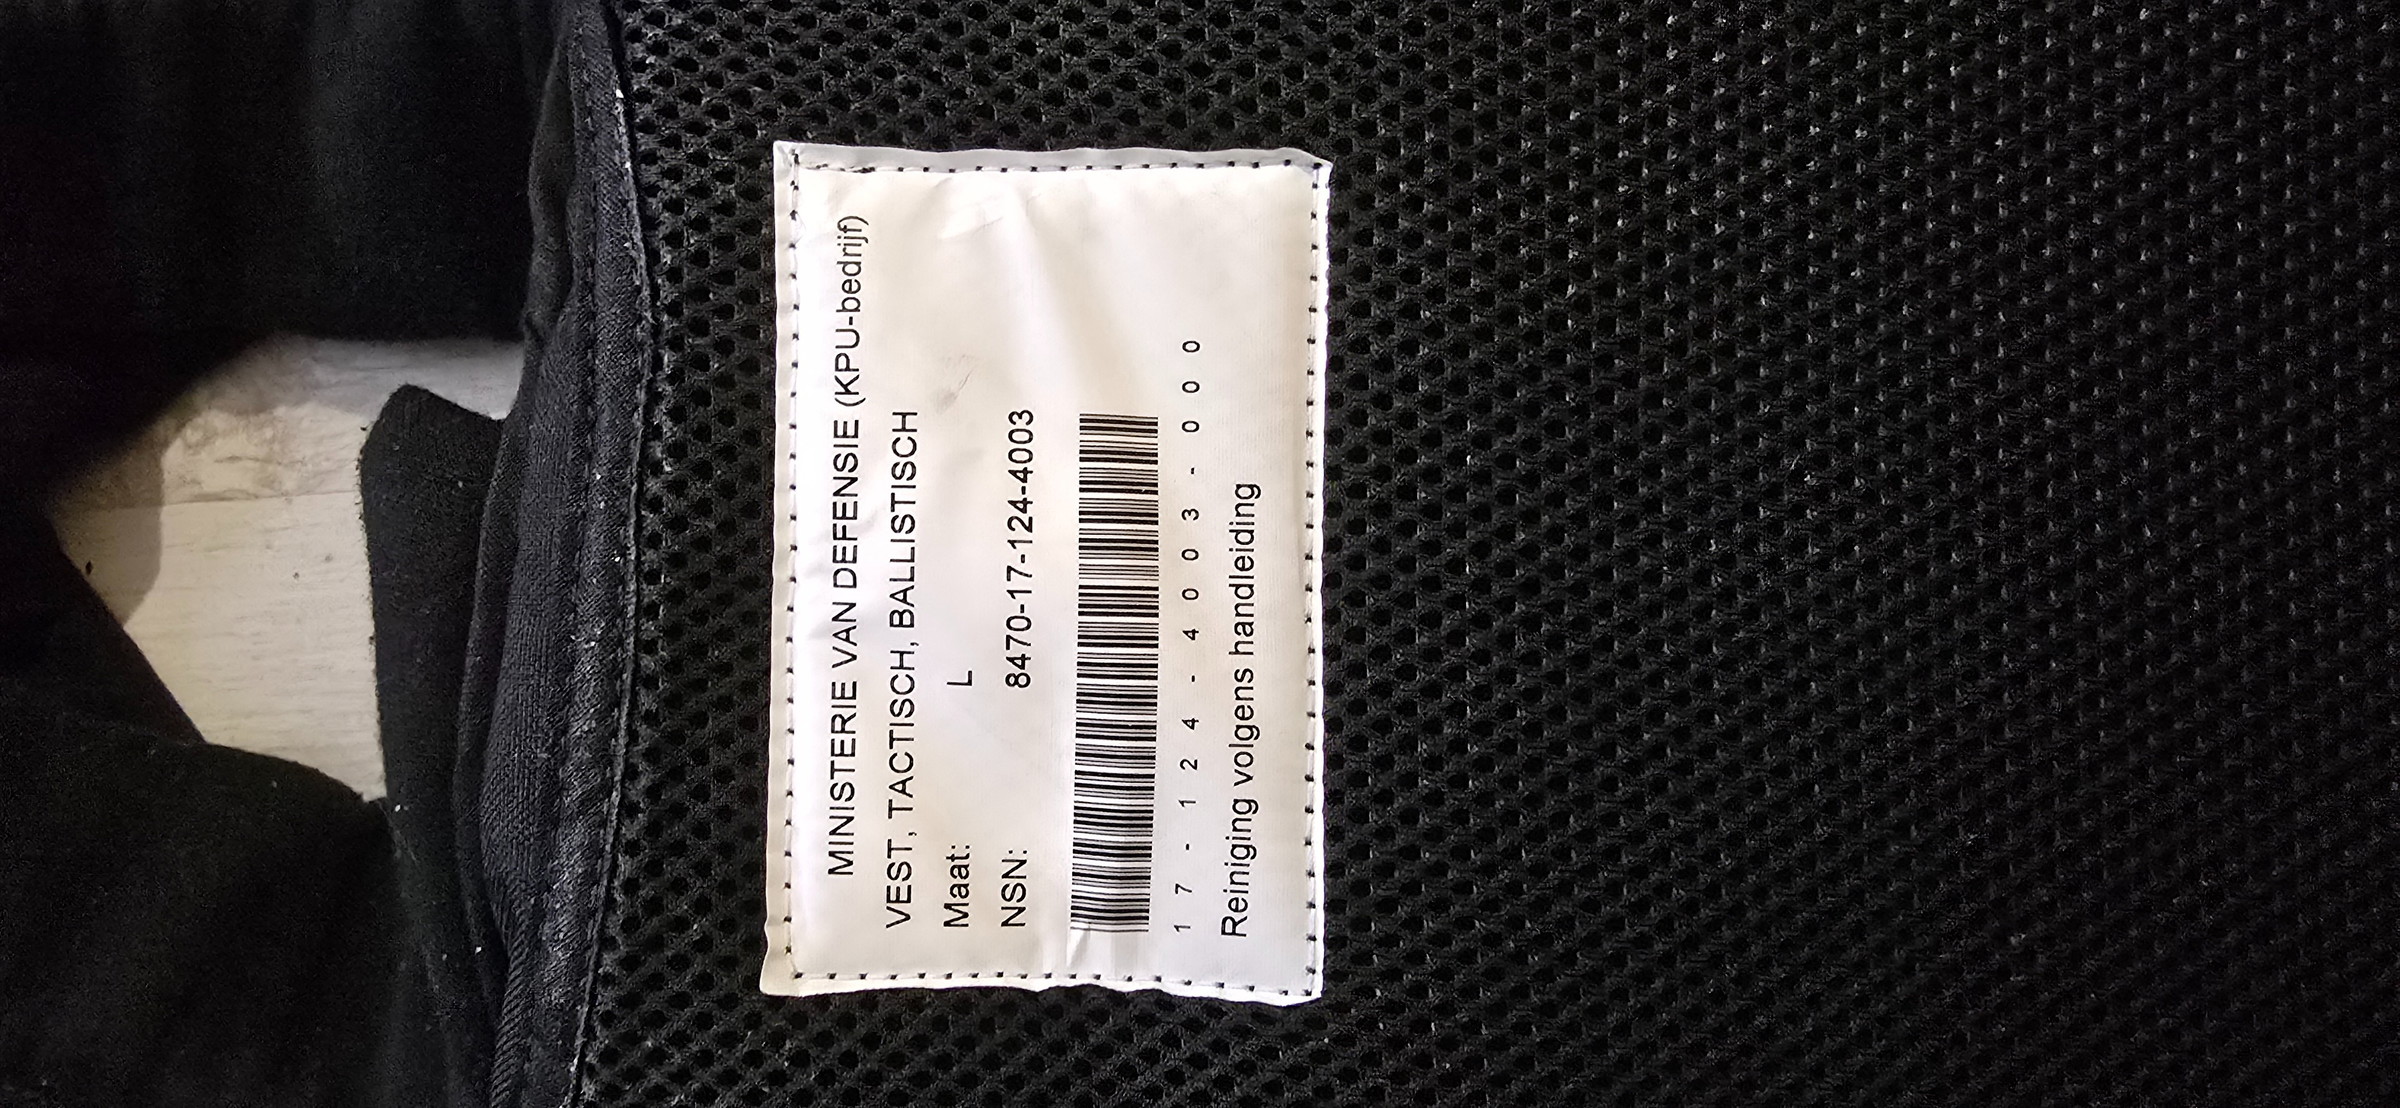 MINISTERIE VAN DEFENSIE (KPU-bedrijf)
VEST, TACTISCH, BALLISTISCH
Maat: L
NSN: 8470-17-124-4003
17-124-4003-000
Reiniging volgens handleiding